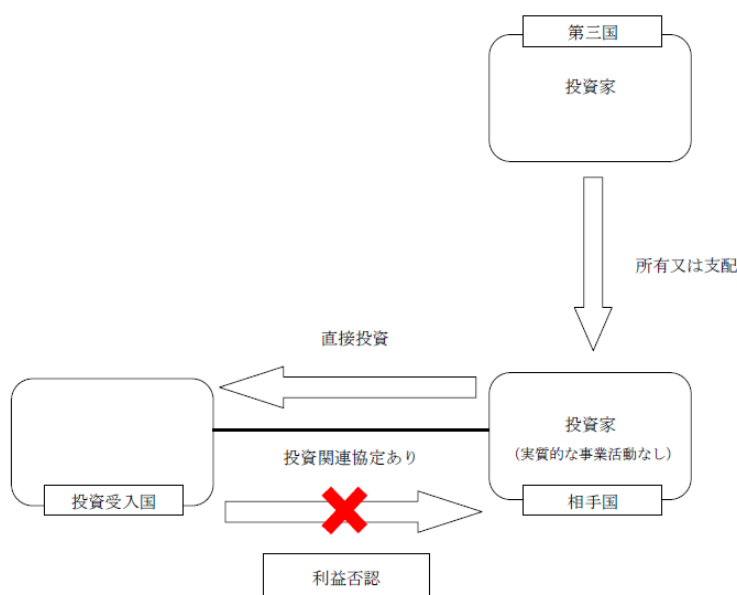 第三国
投資家
所有又は支配
直接投資
投資家
(実質的な事業活動なし)
投資関連協定あり
投資受入国
相手国
利益否認